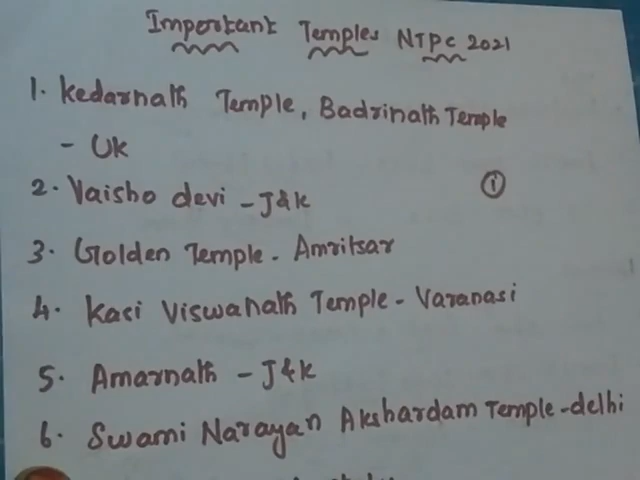 Important Temples NTPC 2021
1. Kedarnath Temple, Badrinath Temple
- UK
2. Vaisho devi - J&K
①
3. Golden Temple - Amritsar
4. Kasi Viswanath Temple - Varanasi
5. Amarnath - J&K
6. Swami Narayan Akshardam Temple - delhi